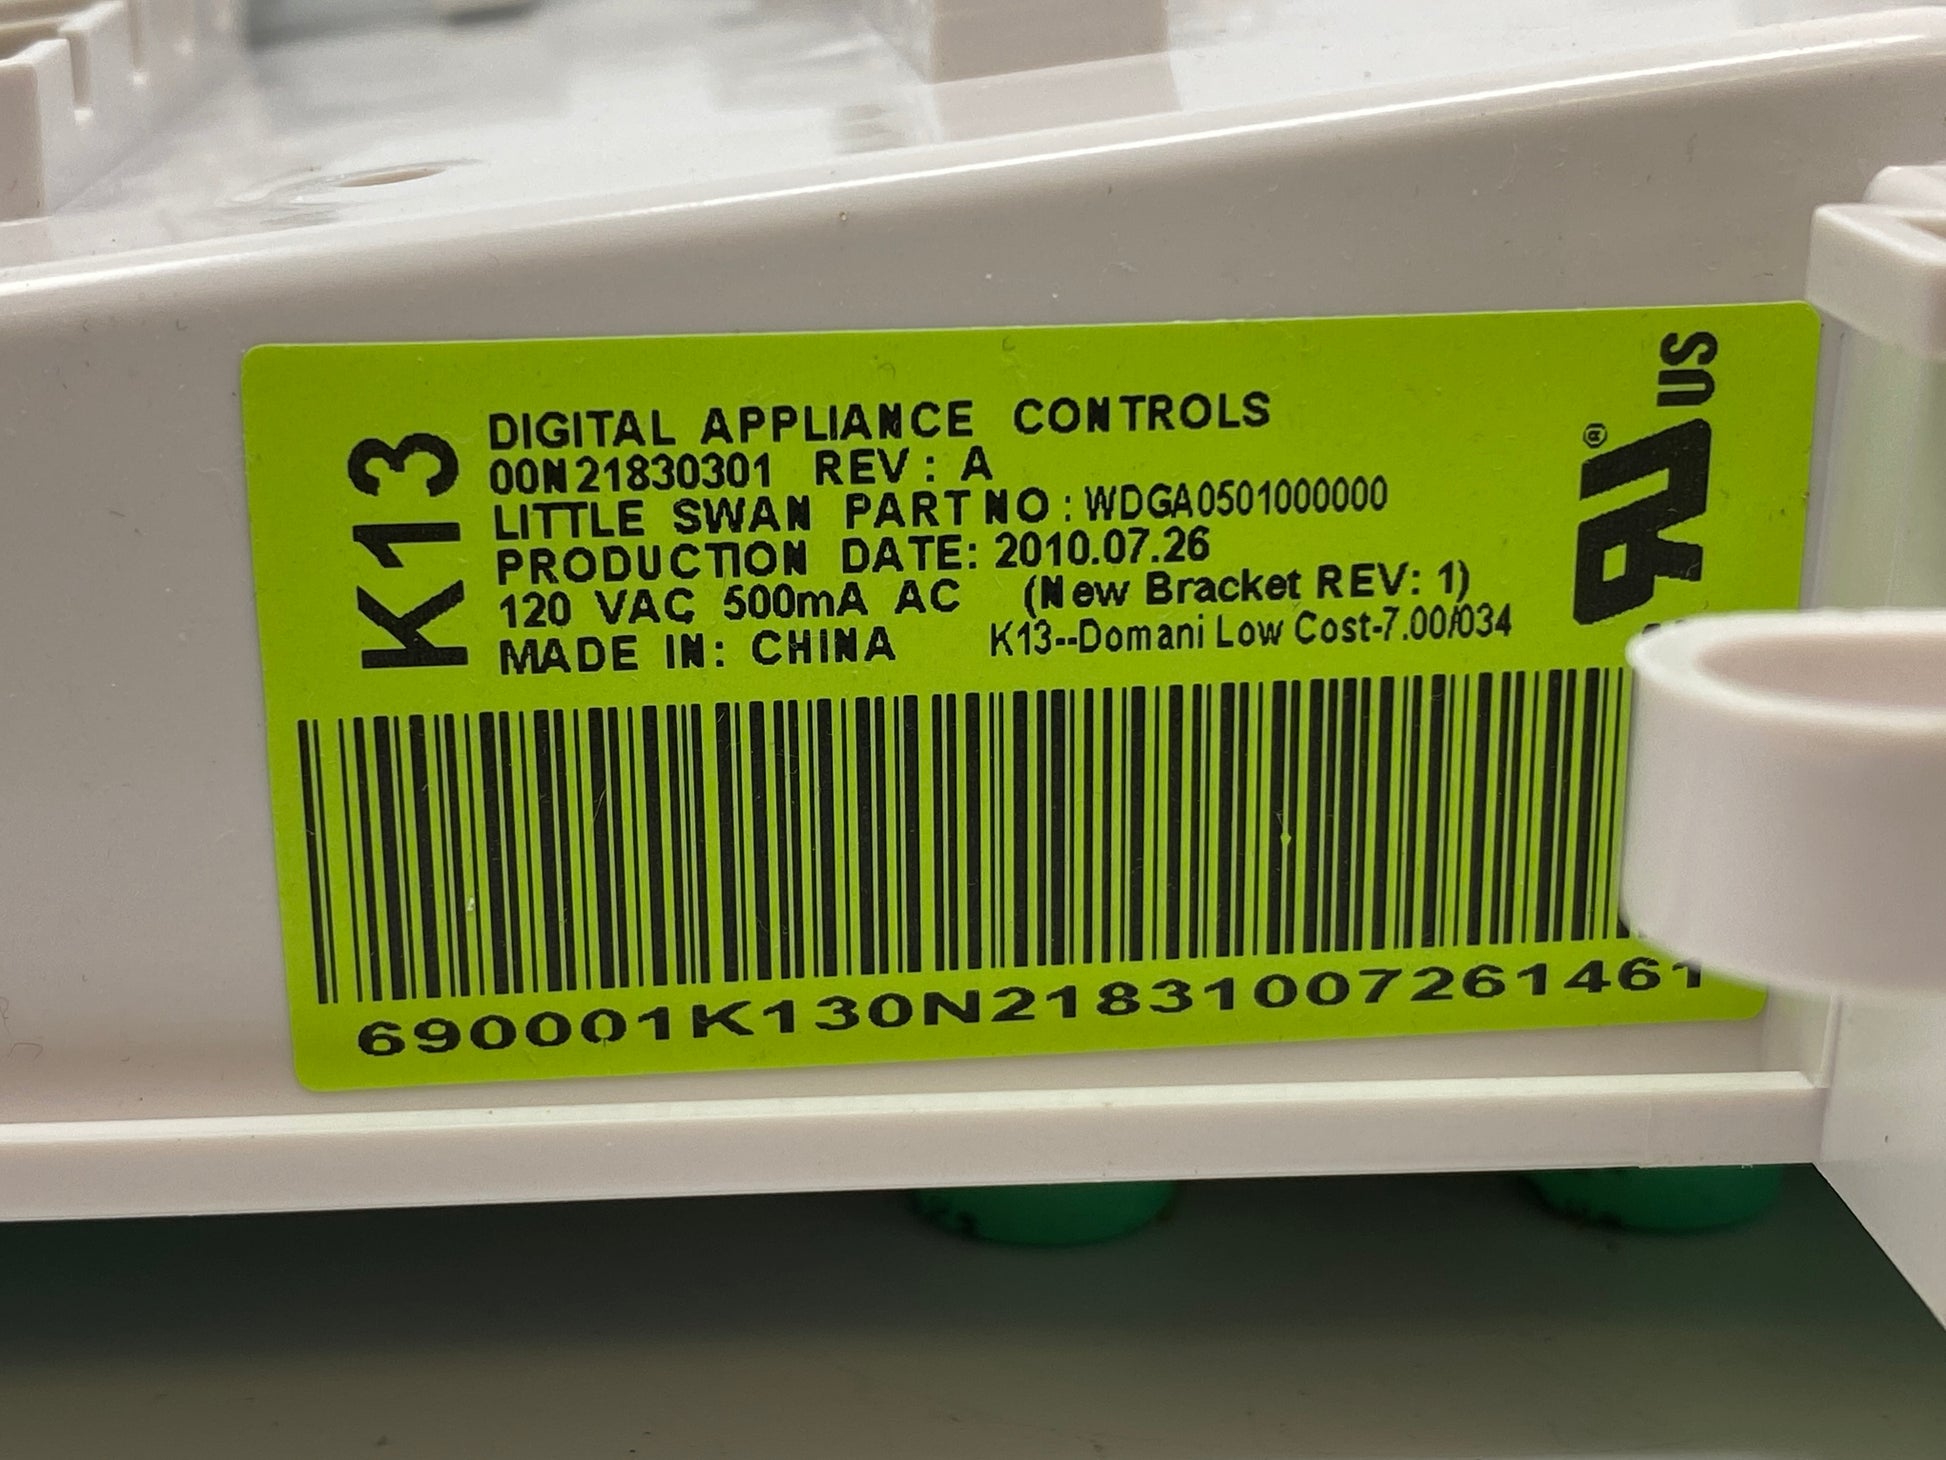 K13
DIGITAL APPLIANCE CONTROLS
00N21830301 REV: A
LITTLE SWAN PART NO: WDGA0501000000
PRODUCTION DATE: 2010.07.26
120 VAC 500mA AC (New Bracket REV: 1)
MADE IN: CHINA K13--Domani Low Cost-7.00/034
RU® US
690001K130N21831007261461